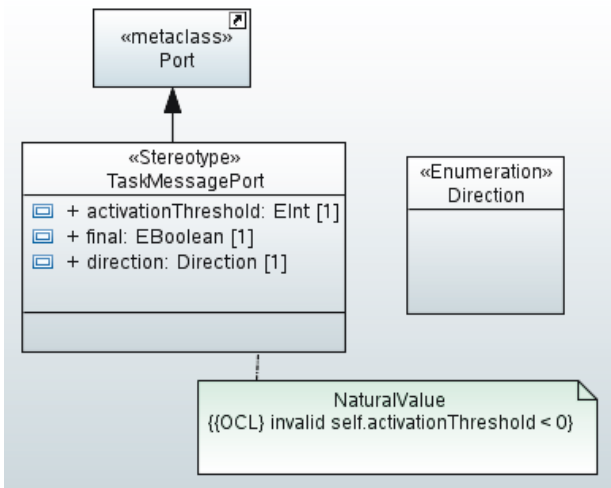 «metaclass»
Port
«Stereotype»
TaskMessagePort
+ activationThreshold: EInt [1]
+ final: EBoolean [1]
+ direction: Direction [1]
«Enumeration»
Direction
NaturalValue
{{OCL} invalid self.activationThreshold < 0}